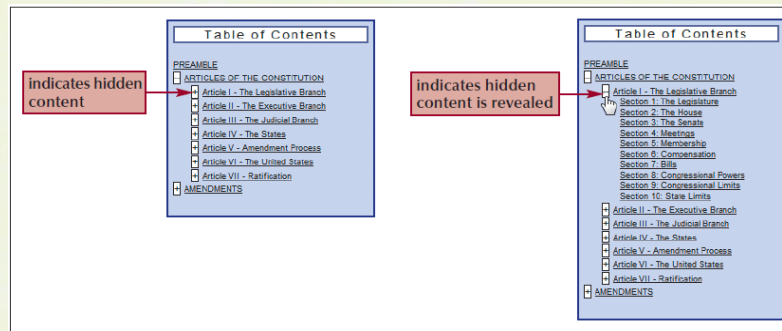 Table of Contents
PREAMBLE
- ARTICLES OF THE CONSTITUTION
+ Article I - The Legislative Branch
+ Article II - The Executive Branch
+ Article III - The Judicial Branch
+ Article IV - The States
+ Article V - Amendment Process
+ Article VI - The United States
+ Article VII - Ratification
+ AMENDMENTS
indicates hidden
content
Table of Contents
PREAMBLE
- ARTICLES OF THE CONSTITUTION
- Article I - The Legislative Branch
Section 1: The Legislature
Section 2: The House
Section 3: The Senate
Section 4: Meetings
Section 5: Membership
Section 6: Compensation
Section 7: Bills
Section 8: Congressional Powers
Section 9: Congressional Limits
Section 10: State Limits
+ Article II - The Executive Branch
+ Article III - The Judicial Branch
+ Article IV - The States
+ Article V - Amendment Process
+ Article VI - The United States
+ Article VII - Ratification
+ AMENDMENTS
indicates hidden
content is revealed